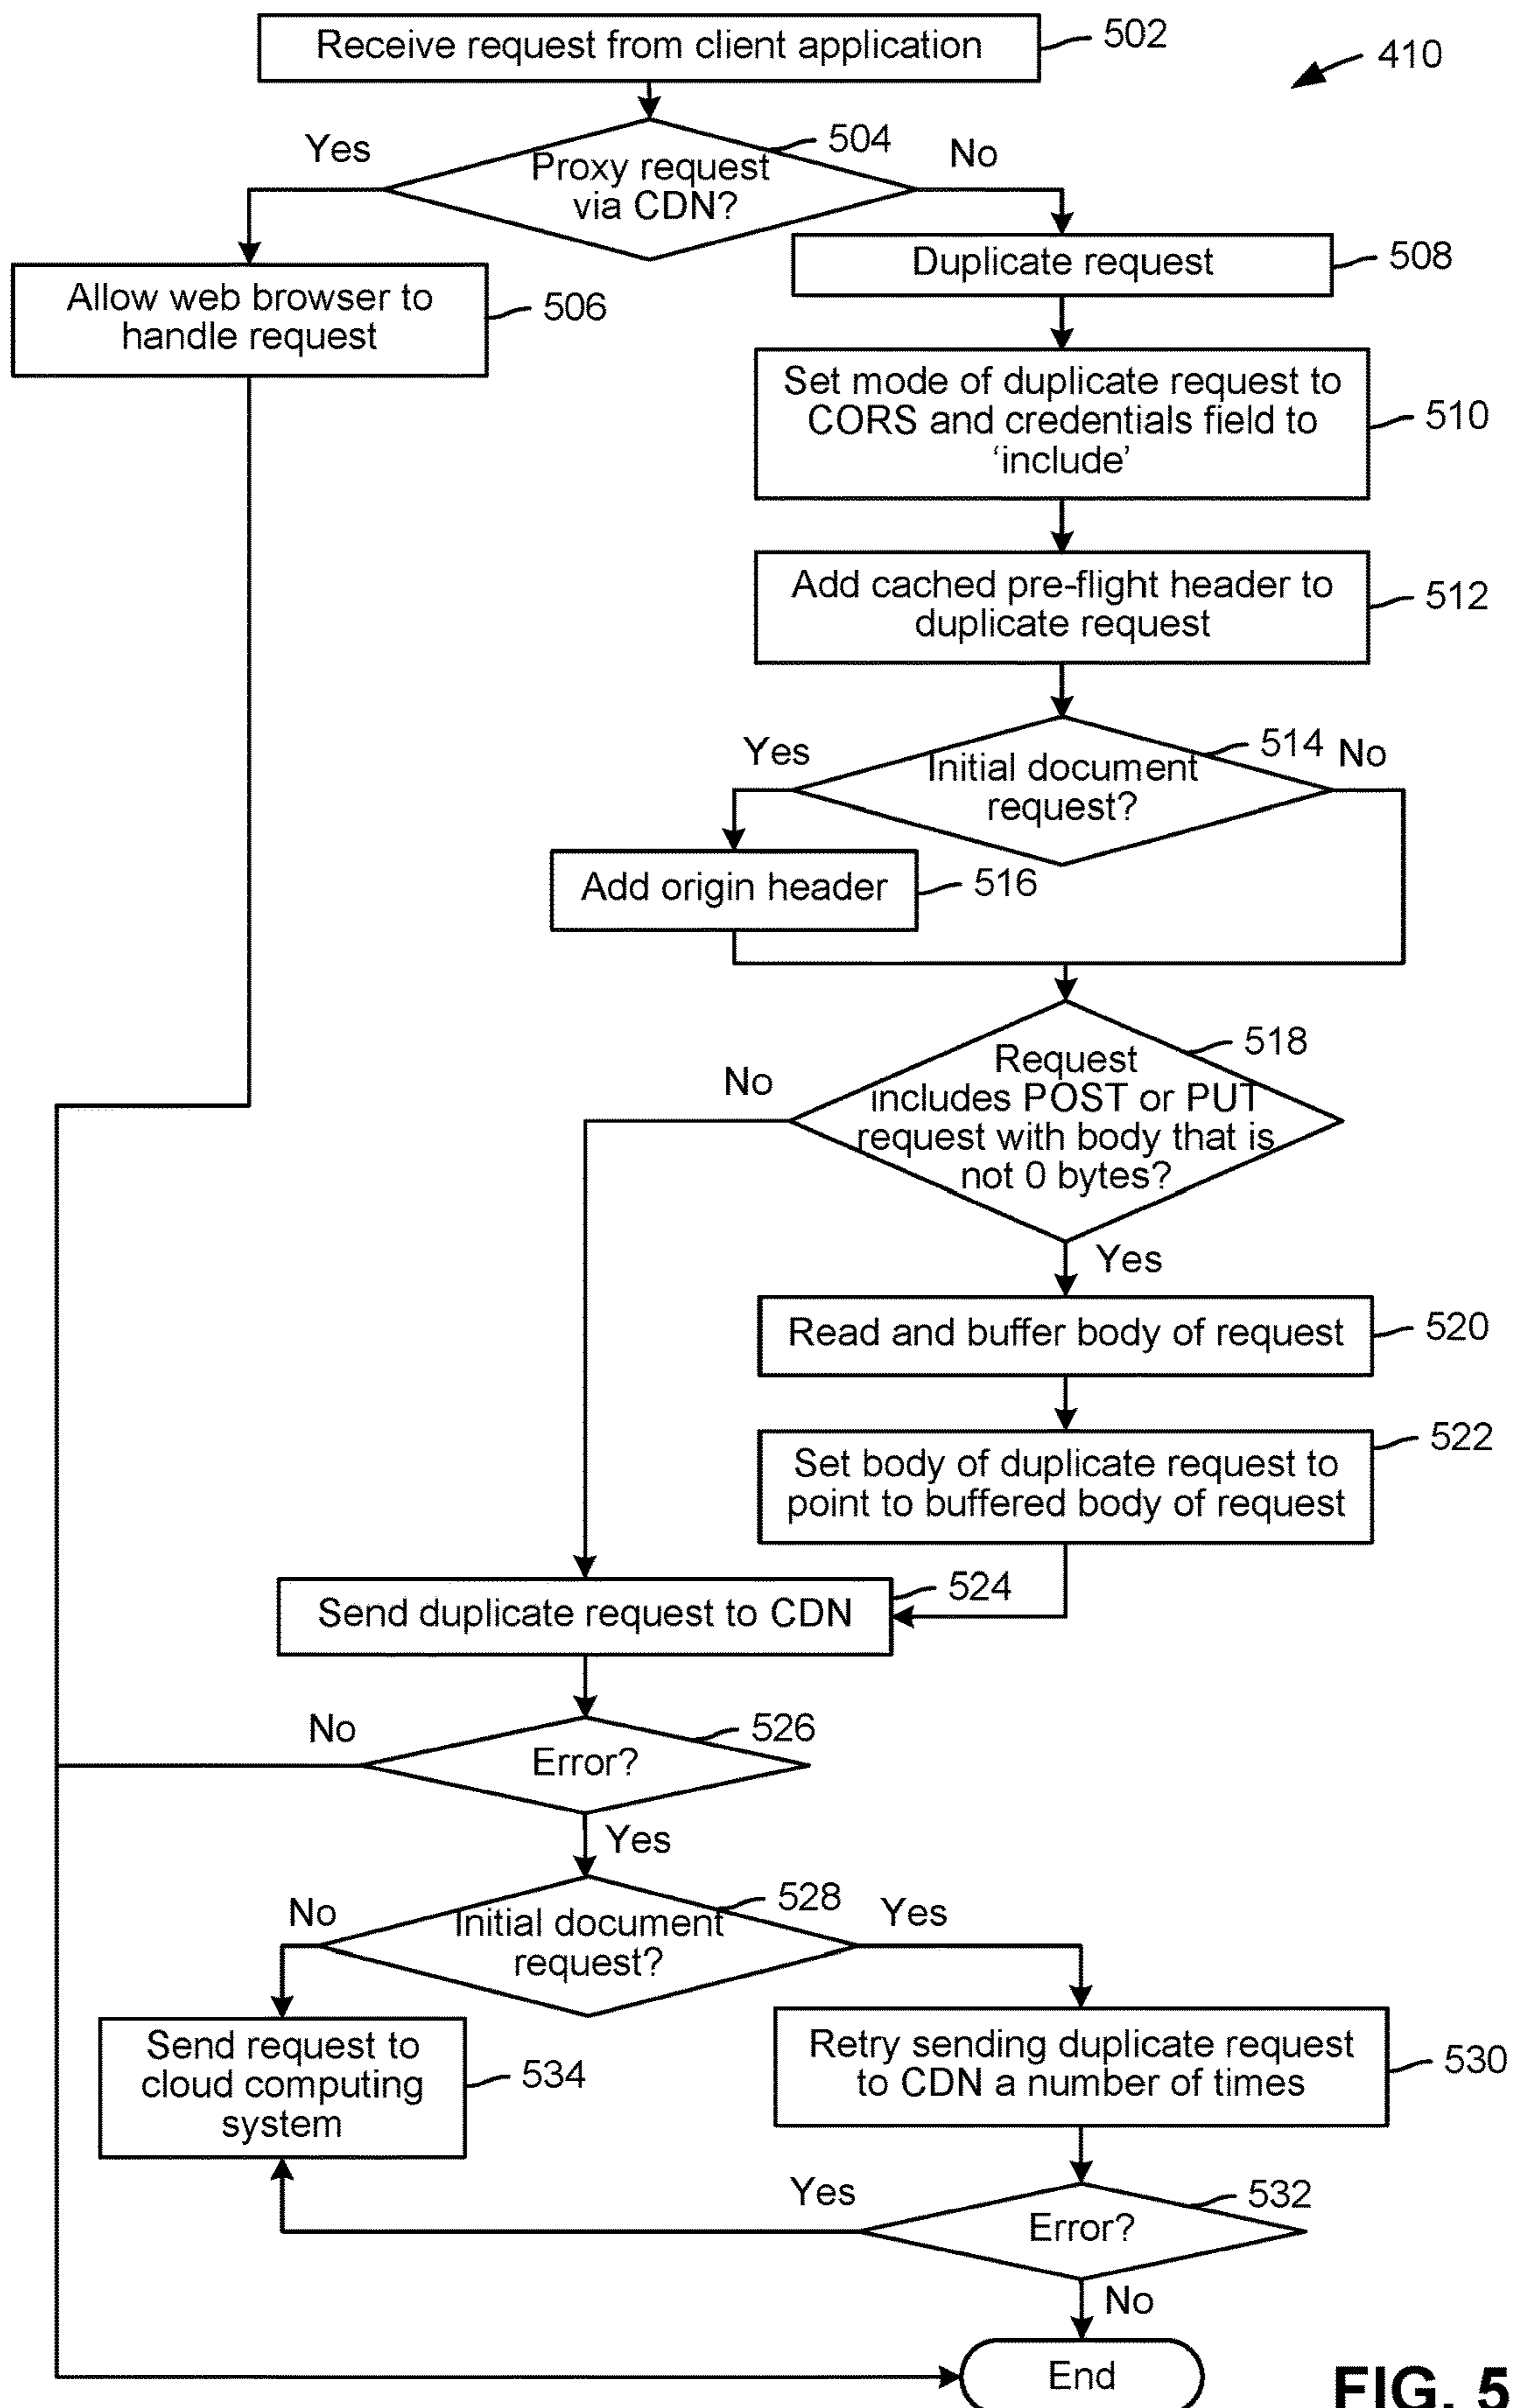 Receive request from client application
502
410
Yes
504
No
Proxy request
via CDN?
Duplicate request
508
Allow web browser to
handle request
506
Set mode of duplicate request to
CORS and credentials field to
‘include’
510
Add cached pre-flight header to
duplicate request
512
Yes
514
No
Initial document
request?
Add origin header
516
518
Request
includes POST or PUT
request with body that is
not 0 bytes?
No
Yes
Read and buffer body of request
520
522
Set body of duplicate request to
point to buffered body of request
524
Send duplicate request to CDN
No
526
Error?
Yes
No
528
Yes
Initial document
request?
Send request to
cloud computing
system
534
Retry sending duplicate request
to CDN a number of times
530
Yes
532
Error?
No
End
FIG. 5